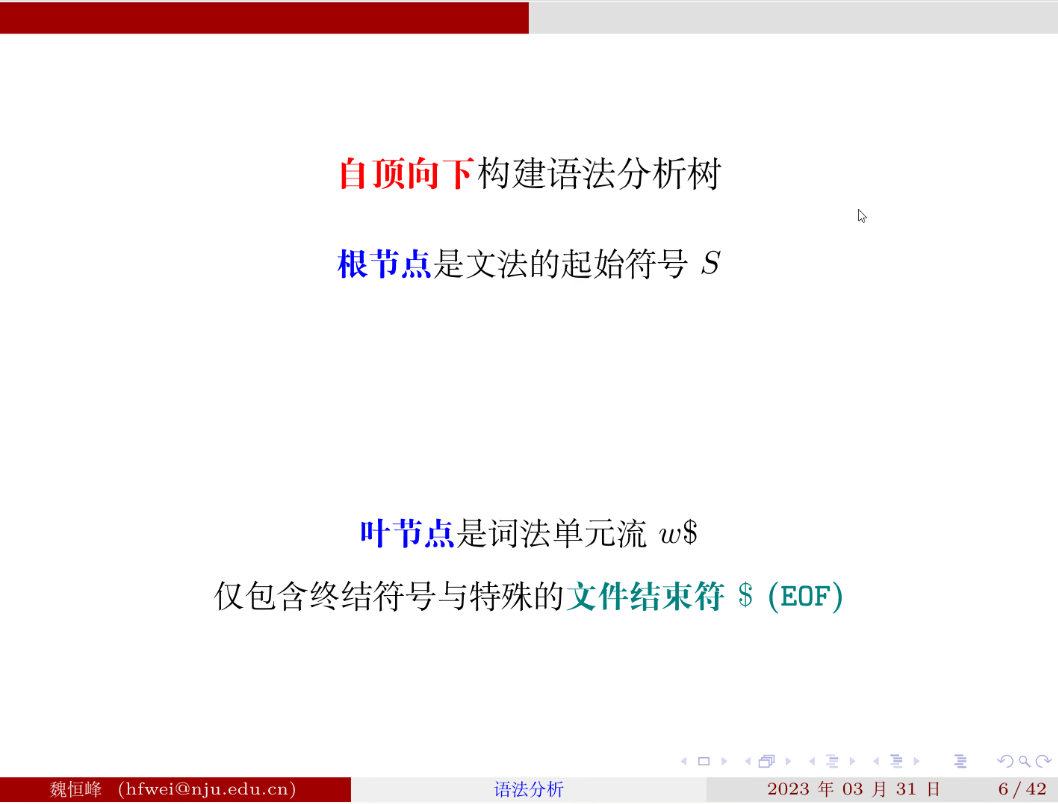 自顶向下构建语法分析树
根节点是文法的起始符号 S
叶节点是词法单元流 w$
仅包含终结符号与特殊的文件结束符 $ (EOF)
魏恒峰 (hfwei@nju.edu.cn) 语法分析 2023 年 03 月 31 日 6 / 42